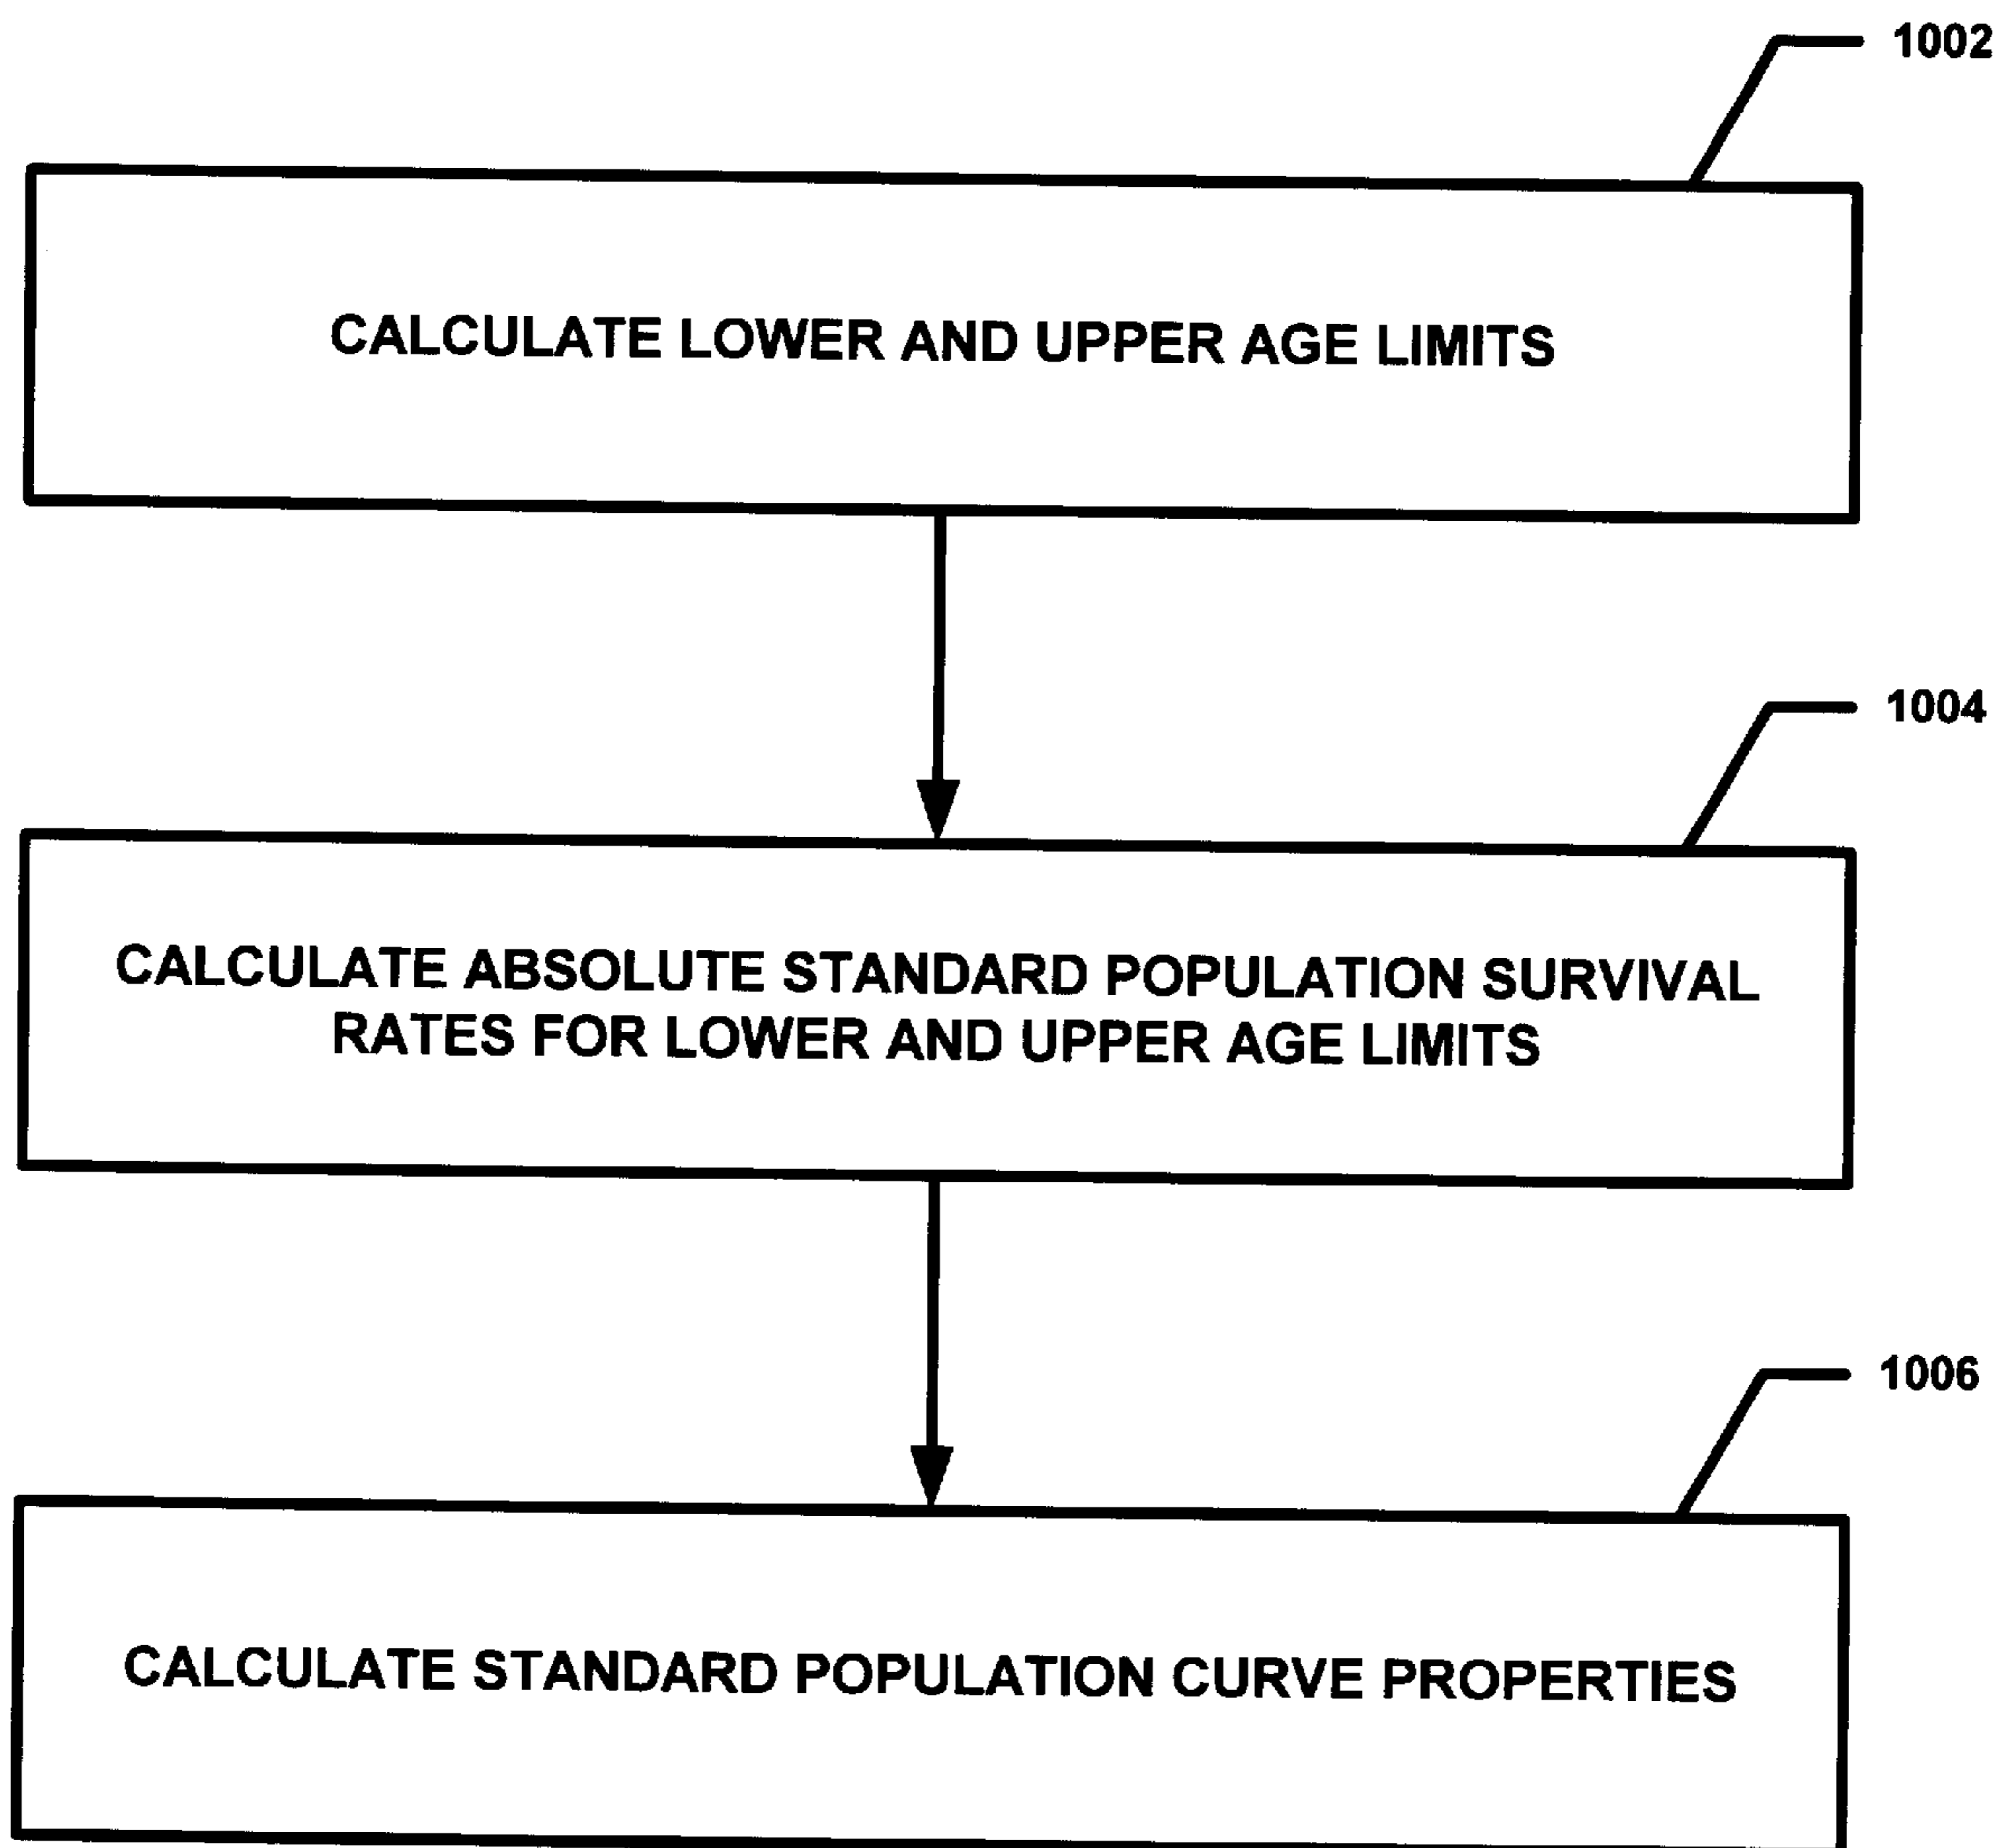 1002
CALCULATE LOWER AND UPPER AGE LIMITS
1004
CALCULATE ABSOLUTE STANDARD POPULATION SURVIVAL
RATES FOR LOWER AND UPPER AGE LIMITS
1006
CALCULATE STANDARD POPULATION CURVE PROPERTIES